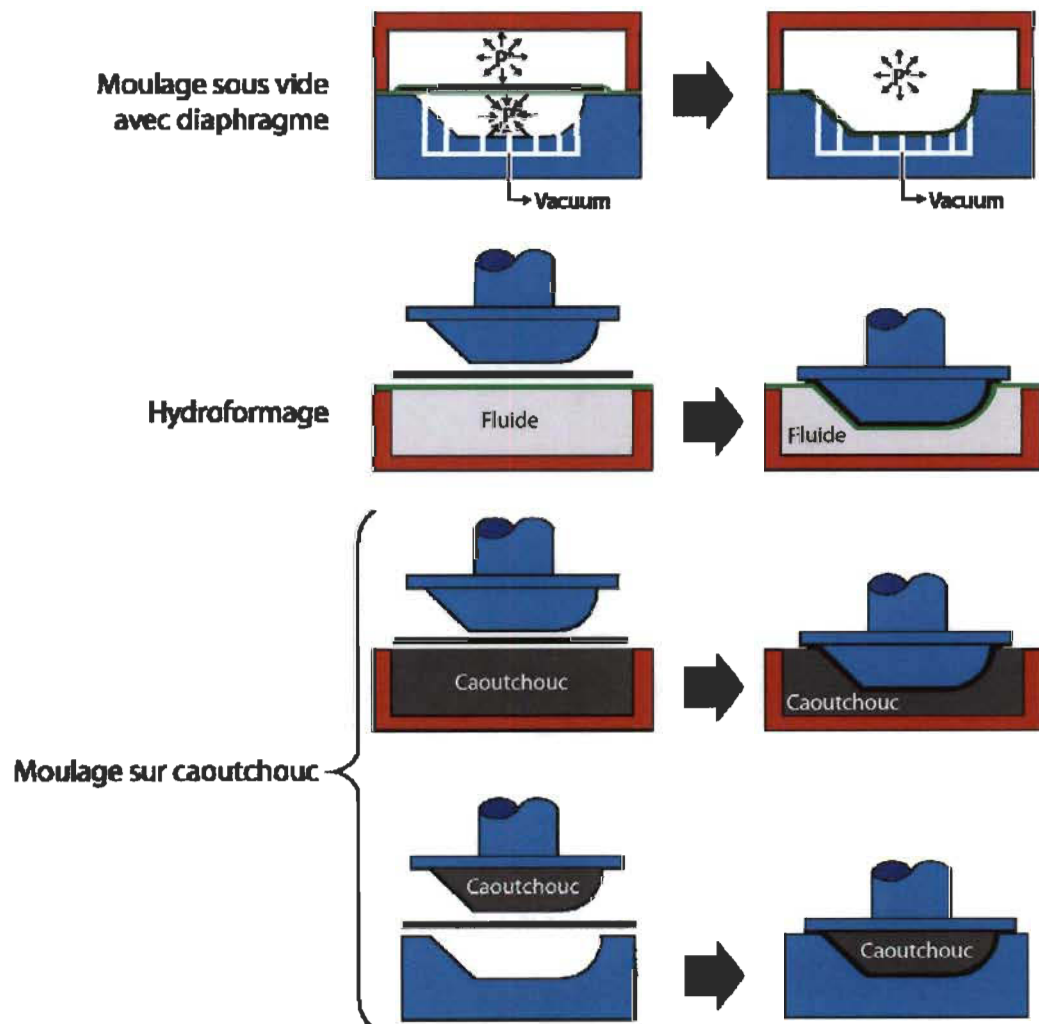 Moulage sous vide
avec diaphragme
Vacuum
Vacuum
Hydroformage
Fluide
Fluide
Moulage sur caoutchouc
Caoutchouc
Caoutchouc
Caoutchouc
Caoutchouc